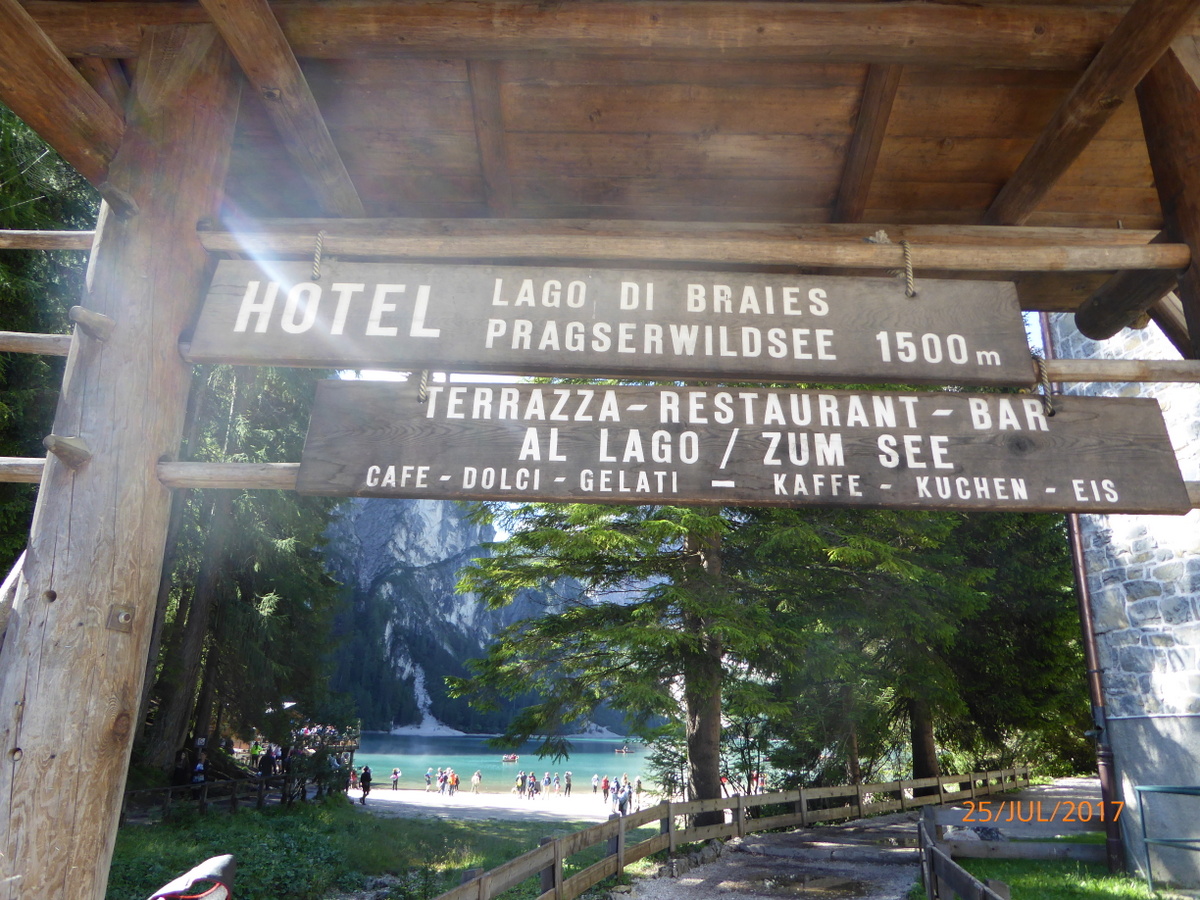 HOTEL LAGO DI BRAIES
PRAGSERWILDSEE 1500m
TERRAZZA-RESTAURANT-BAR
AL LAGO / ZUM SEE
CAFE - DOLCI - GELATI — KAFFE - KUCHEN - EIS
25/JUL/2017